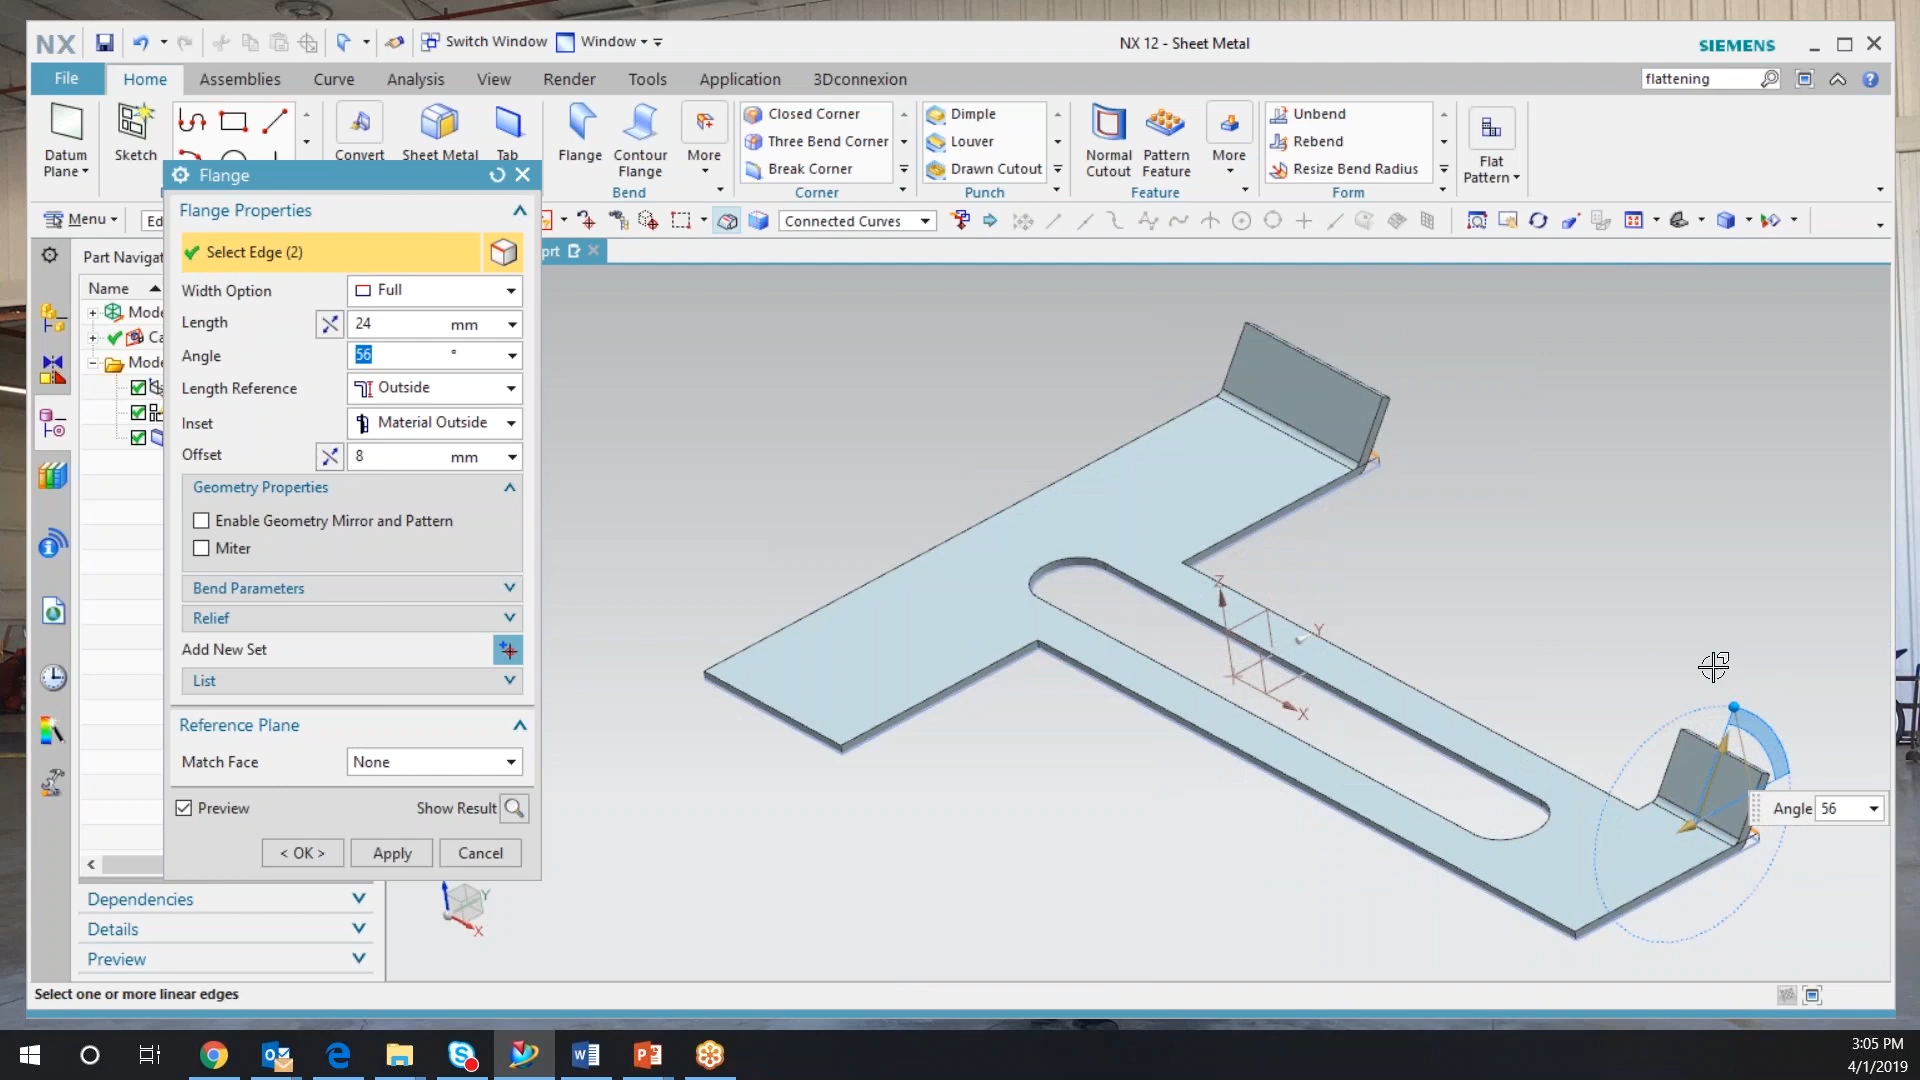 NX Switch Window Window NX 12 - Sheet Metal SIEMENS
File Home Assemblies Curve Analysis View Render Tools Application 3Dconnexion flattening
Datum Plane Sketch Convert Sheet Metal Tab Flange Contour Flange More
Bend
Closed Corner
Three Bend Corner
Break Corner
Corner
Dimple
Louver
Drawn Cutout
Punch
Normal Cutout Pattern Feature More
Feature
Unbend
Rebend
Resize Bend Radius
Form
Flat Pattern
Menu Ed Connected Curves
Part Navigat
prt
Name
Mode
Ca
Mode
Flange
Flange Properties
Select Edge (2)
Width Option Full
Length 24 mm
Angle 56 °
Length Reference Outside
Inset Material Outside
Offset 8 mm
Geometry Properties
Enable Geometry Mirror and Pattern
Miter
Bend Parameters
Relief
Add New Set
List
Reference Plane
Match Face None
Preview Show Result
< OK > Apply Cancel
Z
Y
X
Angle 56
Y
X
Dependencies
Details
Preview
Select one or more linear edges
3:05 PM
4/1/2019